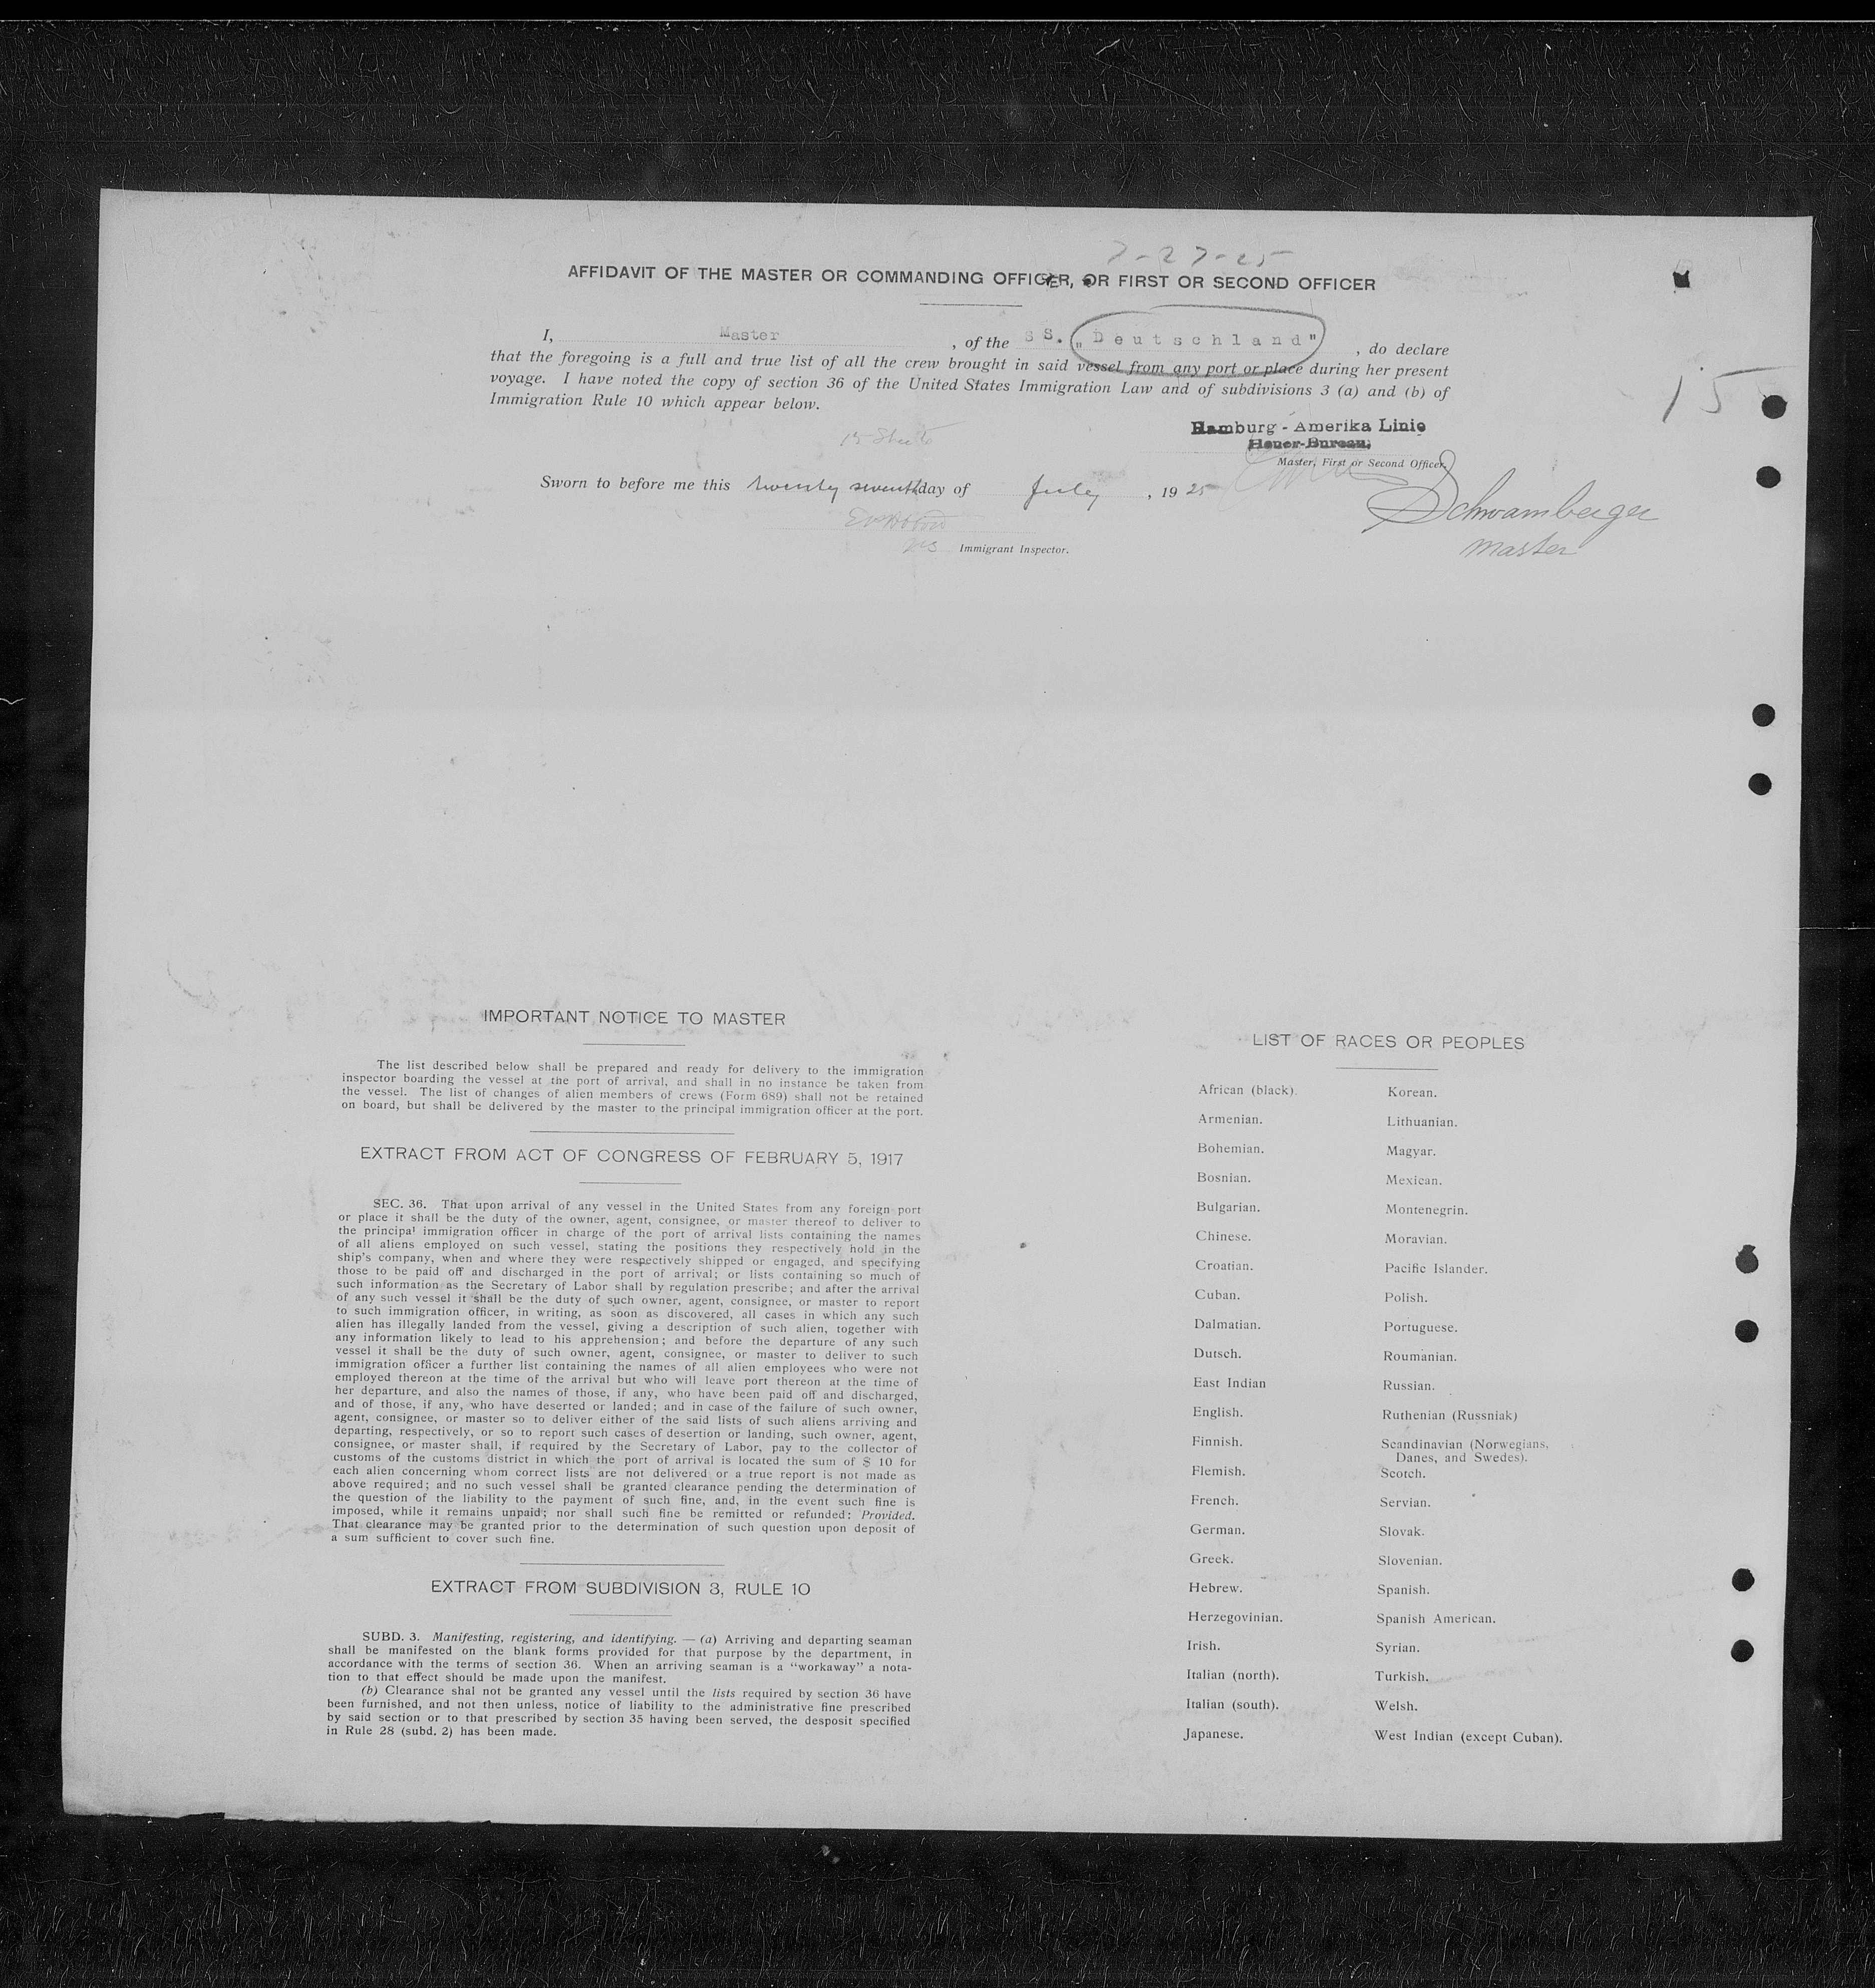 7-27-25
AFFIDAVIT OF THE MASTER OR COMMANDING OFFICER, OR FIRST OR SECOND OFFICER
I, Master , of the SS. „Deutschland" , do declare
that the foregoing is a full and true list of all the crew brought in said vessel from any port or place during her present
voyage. I have noted the copy of section 36 of the United States Immigration Law and of subdivisions 3 (a) and (b) of
Immigration Rule 10 which appear below.
15
15 Sheets
Hamburg - Amerika Linie
Heuer-Bureau.
Master, First or Second Officer.
Sworn to before me this twenty seventh day of July , 19 25
Schwamberger
Master
Immigrant Inspector.
IMPORTANT NOTICE TO MASTER
The list described below shall be prepared and ready for delivery to the immigration
inspector boarding the vessel at the port of arrival, and shall in no instance be taken from
the vessel. The list of changes of alien members of crews (Form 689) shall not be retained
on board, but shall be delivered by the master to the principal immigration officer at the port.
EXTRACT FROM ACT OF CONGRESS OF FEBRUARY 5, 1917
SEC. 36. That upon arrival of any vessel in the United States from any foreign port
or place it shall be the duty of the owner, agent, consignee, or master thereof to deliver to
the principal immigration officer in charge of the port of arrival lists containing the names
of all aliens employed on such vessel, stating the positions they respectively hold in the
ship's company, when and where they were respectively shipped or engaged, and specifying
those to be paid off and discharged in the port of arrival; or lists containing so much of
such information as the Secretary of Labor shall by regulation prescribe; and after the arrival
of any such vessel it shall be the duty of such owner, agent, consignee, or master to report
to such immigration officer, in writing, as soon as discovered, all cases in which any such
alien has illegally landed from the vessel, giving a description of such alien, together with
any information likely to lead to his apprehension; and before the departure of any such
vessel it shall be the duty of such owner, agent, consignee, or master to deliver to such
immigration officer a further list containing the names of all alien employees who were not
employed thereon at the time of the arrival but who will leave port thereon at the time of
her departure, and also the names of those, if any, who have been paid off and discharged,
and of those, if any, who have deserted or landed; and in case of the failure of such owner,
agent, consignee, or master so to deliver either of the said lists of such aliens arriving and
departing, respectively, or so to report such cases of desertion or landing, such owner, agent,
consignee, or master shall, if required by the Secretary of Labor, pay to the collector of
customs of the customs district in which the port of arrival is located the sum of $ 10 for
each alien concerning whom correct lists are not delivered or a true report is not made as
above required; and no such vessel shall be granted clearance pending the determination of
the question of the liability to the payment of such fine, and, in the event such fine is
imposed, while it remains unpaid; nor shall such fine be remitted or refunded: Provided.
That clearance may be granted prior to the determination of such question upon deposit of
a sum sufficient to cover such fine.
EXTRACT FROM SUBDIVISION 3, RULE 10
SUBD. 3. Manifesting, registering, and identifying. — (a) Arriving and departing seaman
shall be manifested on the blank forms provided for that purpose by the department, in
accordance with the terms of section 36. When an arriving seaman is a "workaway" a nota-
tion to that effect should be made upon the manifest.
(b) Clearance shal not be granted any vessel until the lists required by section 36 have
been furnished, and not then unless, notice of liability to the administrative fine prescribed
by said section or to that prescribed by section 35 having been served, the desposit specified
in Rule 28 (subd. 2) has been made.
LIST OF RACES OR PEOPLES
African (black).
Armenian.
Bohemian.
Bosnian.
Bulgarian.
Chinese.
Croatian.
Cuban.
Dalmatian.
Dutsch.
East Indian
English.
Finnish.
Flemish.
French.
German.
Greek.
Hebrew.
Herzegovinian.
Irish.
Italian (north).
Italian (south).
Japanese.
Korean.
Lithuanian.
Magyar.
Mexican.
Montenegrin.
Moravian.
Pacific Islander.
Polish.
Portuguese.
Roumanian.
Russian.
Ruthenian (Russniak)
Scandinavian (Norwegians,
Danes, and Swedes).
Scotch.
Servian.
Slovak.
Slovenian.
Spanish.
Spanish American.
Syrian.
Turkish.
Welsh.
West Indian (except Cuban).